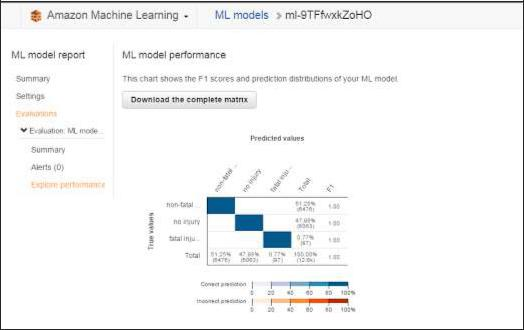 Amazon Machine Learning
ML models > ml-9TFfwxkZoHO
ML model report
Summary
Settings
Evaluations
Evaluation: ML mode...
Summary
Alerts (0)
Explore performance
ML model performance
This chart shows the F1 scores and prediction distributions of your ML model.
Download the complete matrix
Predicted values
non-fatal ... no injury fatal inju... Total F1
True values
non-fatal ... 51.25% (6476) 1.00
no injury 47.98% (6063) 1.00
fatal inju... 0.77% (97) 1.00
Total 51.25% (6476) 47.98% (6063) 0.77% (97) 100.00% (12.6k) 1.00
Correct prediction
0 20 40 60 80 100%
Incorrect prediction
0 20 40 60 80 100%